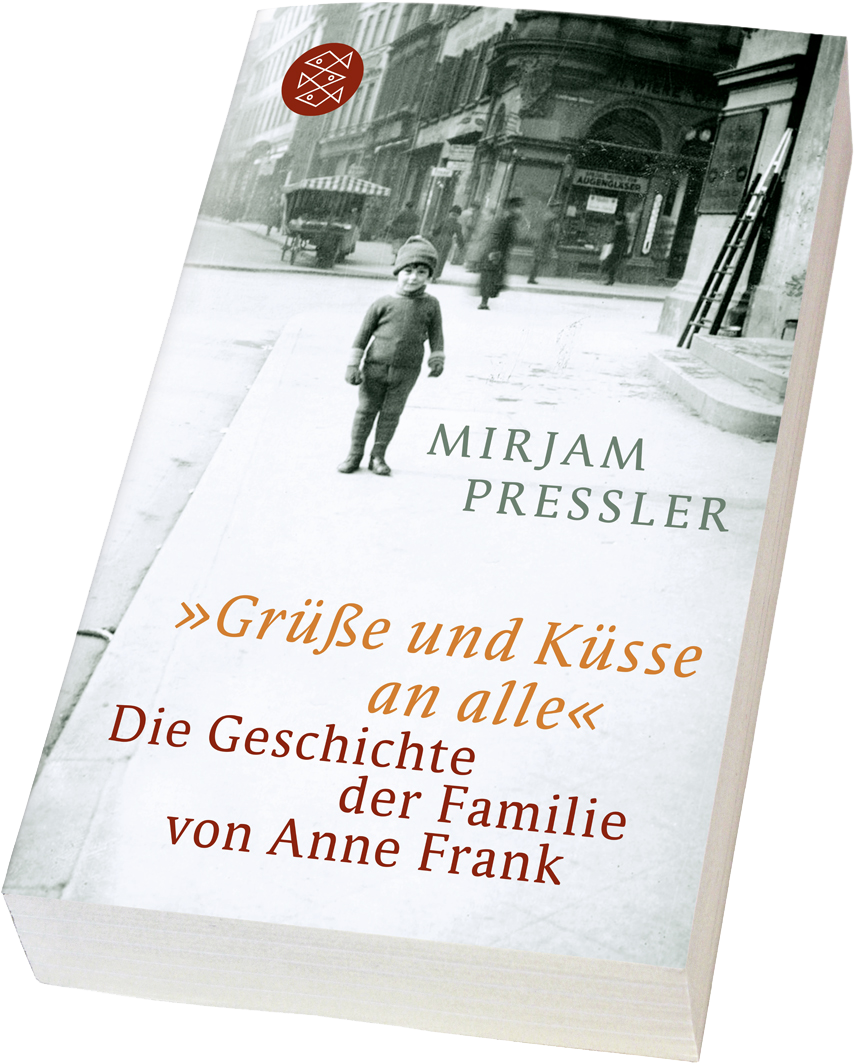 AUGENGLÄSER
MIRJAM
PRESSLER
»Grüße und Küsse
an alle«
Die Geschichte
der Familie
von Anne Frank